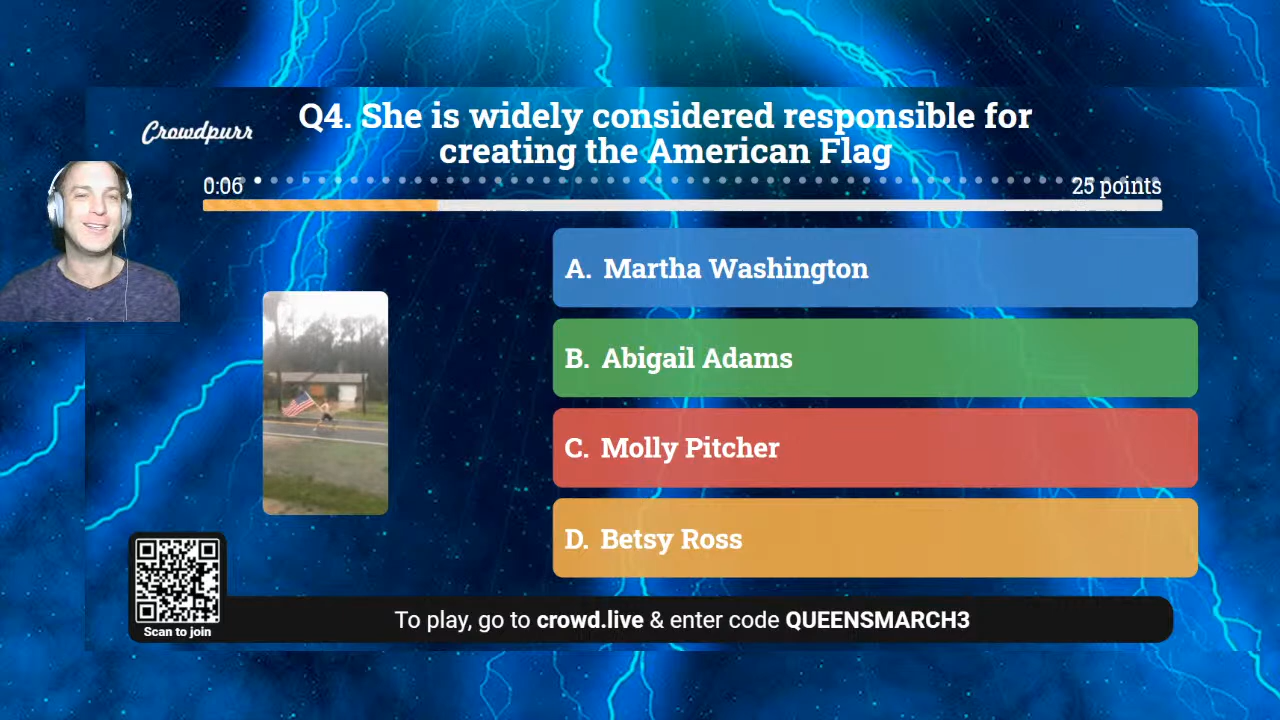 Crowdpurr
Q4. She is widely considered responsible for
creating the American Flag
0:06
25 points
A. Martha Washington
B. Abigail Adams
C. Molly Pitcher
D. Betsy Ross
Scan to join
To play, go to crowd.live & enter code QUEENSMARCH3